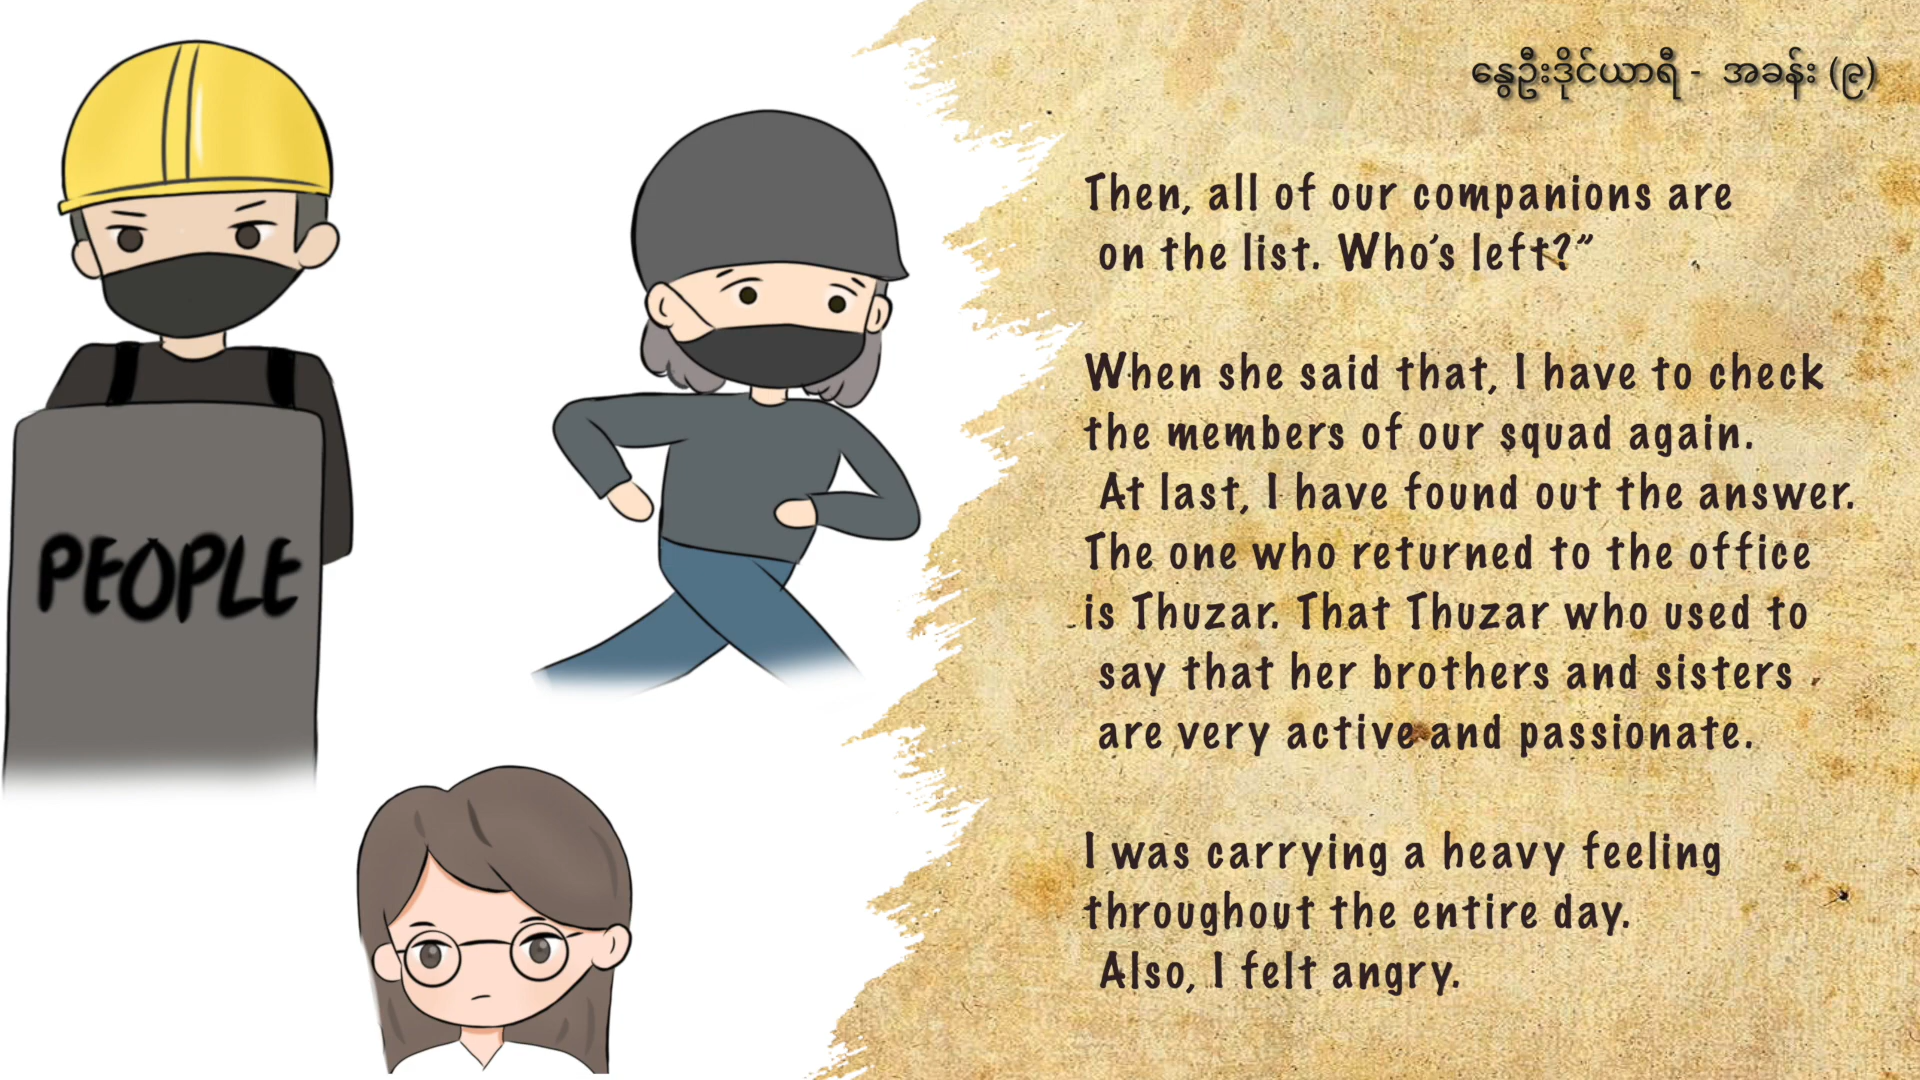 နွေဦးဒိုင်ယာရီ - အခန်း (၉)
Then, all of our companions are
on the list. Who's left?”
When she said that, I have to check
the members of our squad again.
At last, I have found out the answer.
The one who returned to the office
is Thuzar. That Thuzar who used to
say that her brothers and sisters
are very active and passionate.
I was carrying a heavy feeling
throughout the entire day.
Also, I felt angry.
PEOPLE